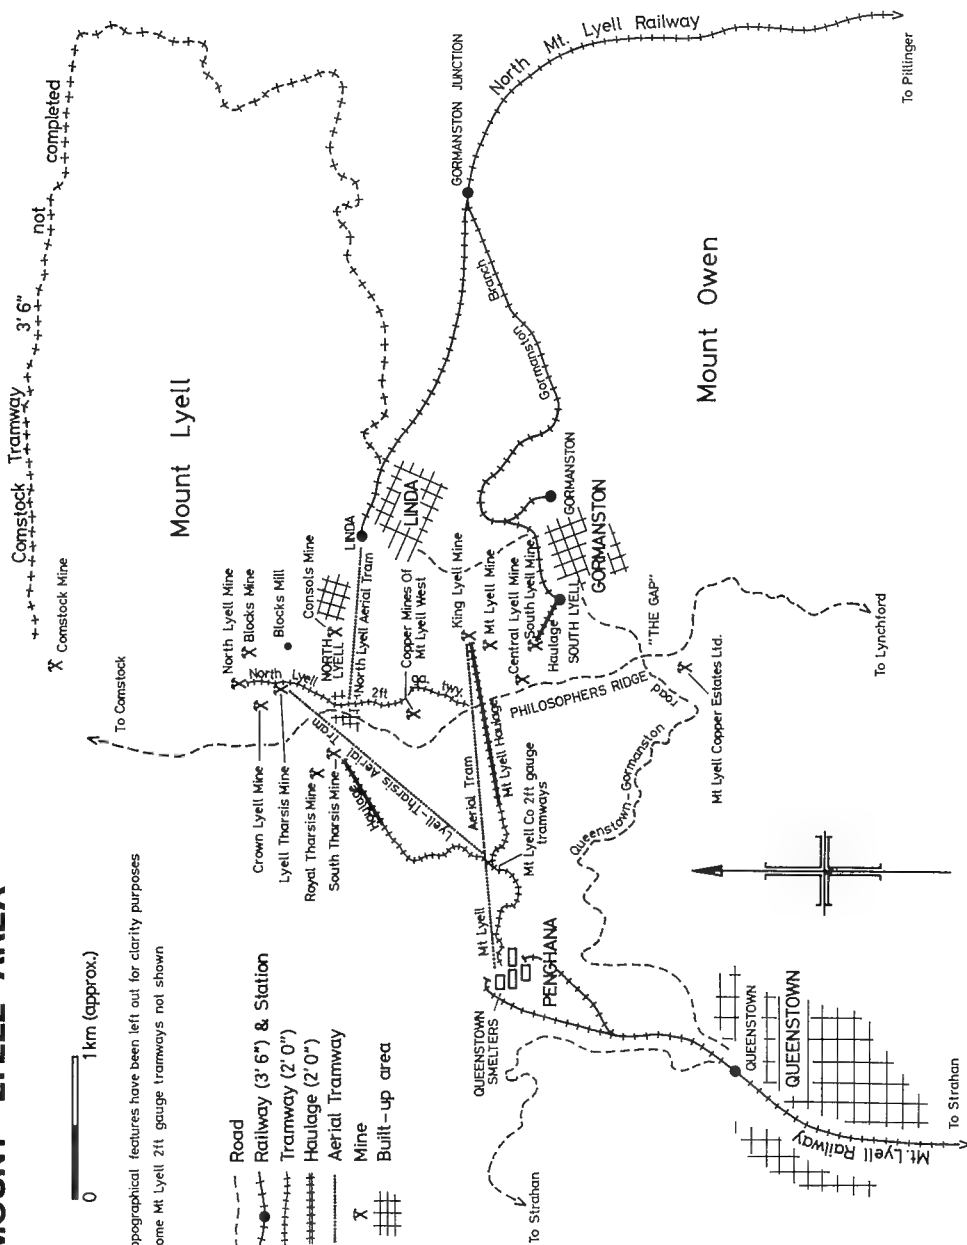 MOUNT LYELL AREA
0
1km (approx.)
opographical features have been left out for clarity purposes
ome Mt Lyell 2ft gauge tramways not shown
Road
Railway (3' 6") & Station
Tramway (2' 0")
Haulage (2' 0")
Aerial Tramway
Mine
Built-up area
Comstock Tramway 3' 6" not completed
Comstock Mine
To Comstock
Mount Lyell
North Lyell Mine
Blocks Mine
Blocks Mill
Consols Mine
NORTH
LYELL
North Lyell Aerial Tram
North Lyell 2ft
Copper Mines Of
Mt Lyell West
Crown Lyell Mine
Lyell Tharsis Mine
Royal Tharsis Mine
South Tharsis Mine
Haulage
Lyell-Tharsis Aerial Tram
LINDA
LINDA
GORMANSTON JUNCTION
North Mt. Lyell Railway
To Pillinger
Gormanston Branch
Mount Owen
GORMANSTON
GORMANSTON
King Lyell Mine
Mt Lyell Mine
Central Lyell Mine
South Lyell Mine
Haulage
SOUTH LYELL
"THE GAP"
PHILOSOPHERS RIDGE
To Lynchford
Mt Lyell Copper Estates Ltd.
Queenstown-Gormanston road
Mt Lyell Aerial Tram
Mt Lyell Haulage
Mt Lyell Co 2ft gauge
tramways
PENGHANA
QUEENSTOWN
SMELTERS
QUEENSTOWN
QUEENSTOWN
Mt. Lyell Railway
To Strahan
To Strahan